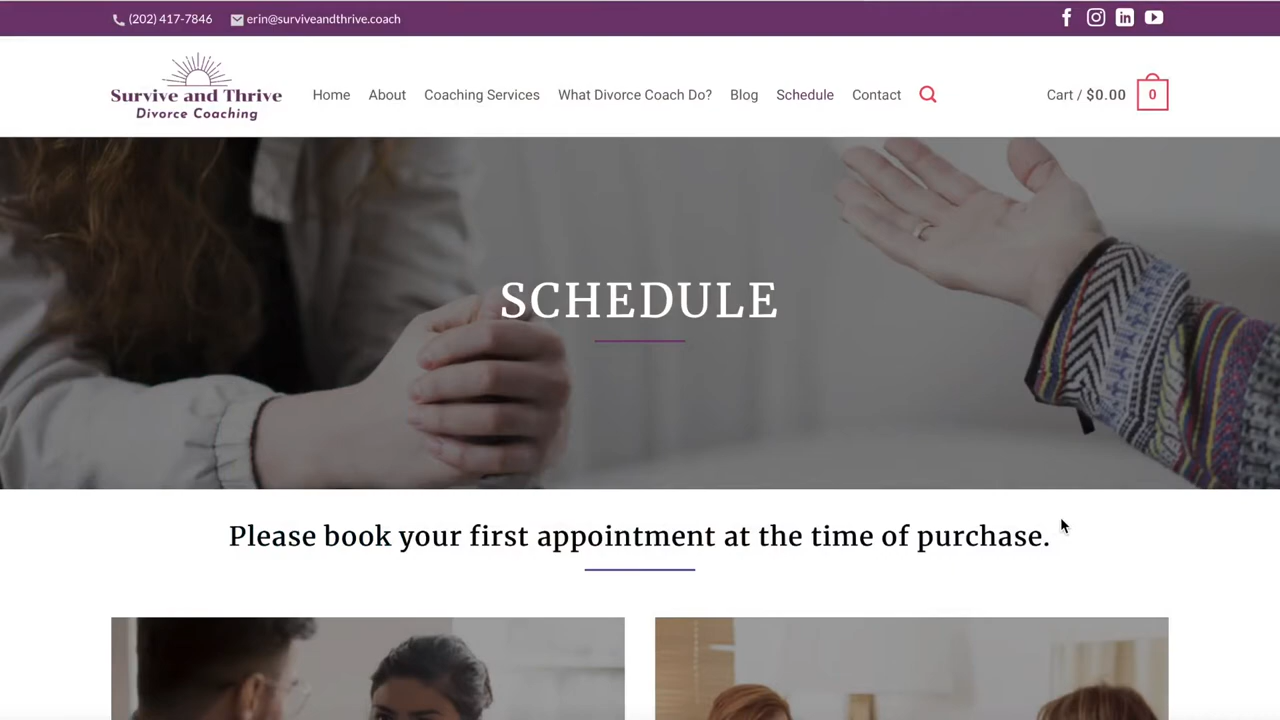 (202) 417-7846 erin@surviveandthrive.coach
Survive and Thrive
Divorce Coaching
Home About Coaching Services What Divorce Coach Do? Blog Schedule Contact Cart / $0.00 0
SCHEDULE
Please book your first appointment at the time of purchase.